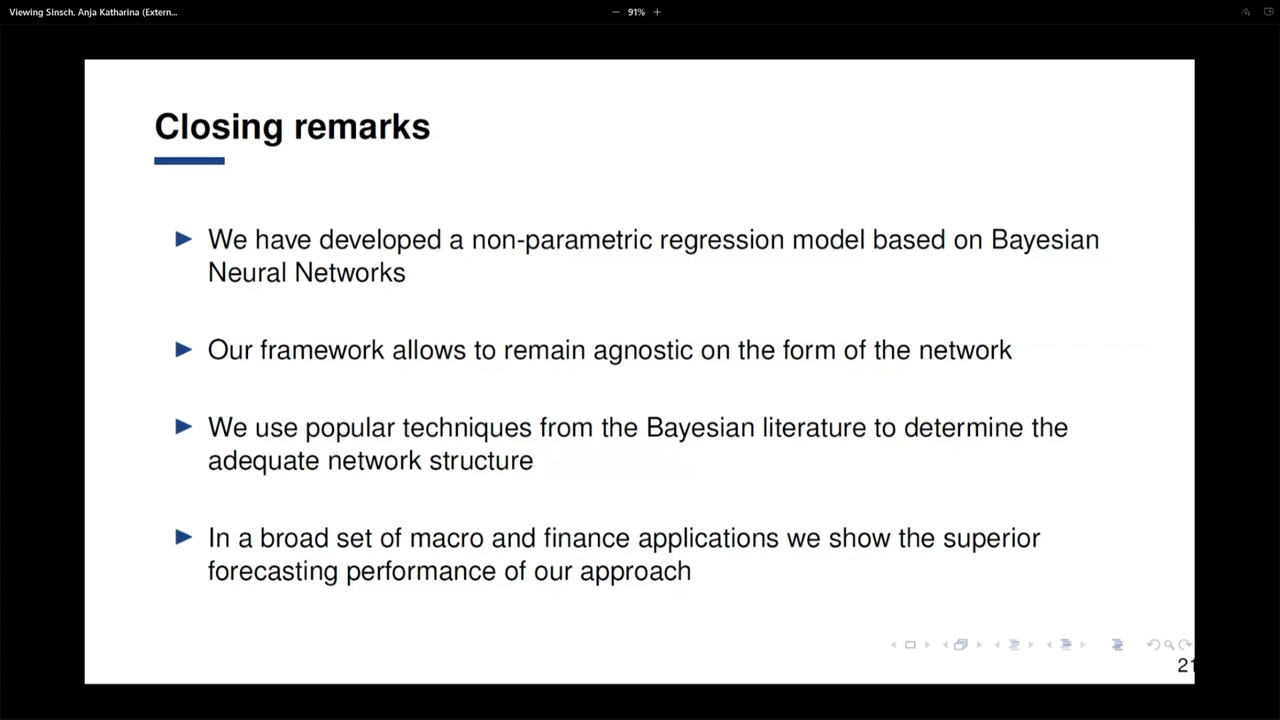 Viewing Sinsch, Anja Katharina (Extern...
91%
Closing remarks
We have developed a non-parametric regression model based on Bayesian
Neural Networks
Our framework allows to remain agnostic on the form of the network
We use popular techniques from the Bayesian literature to determine the
adequate network structure
In a broad set of macro and finance applications we show the superior
forecasting performance of our approach
21